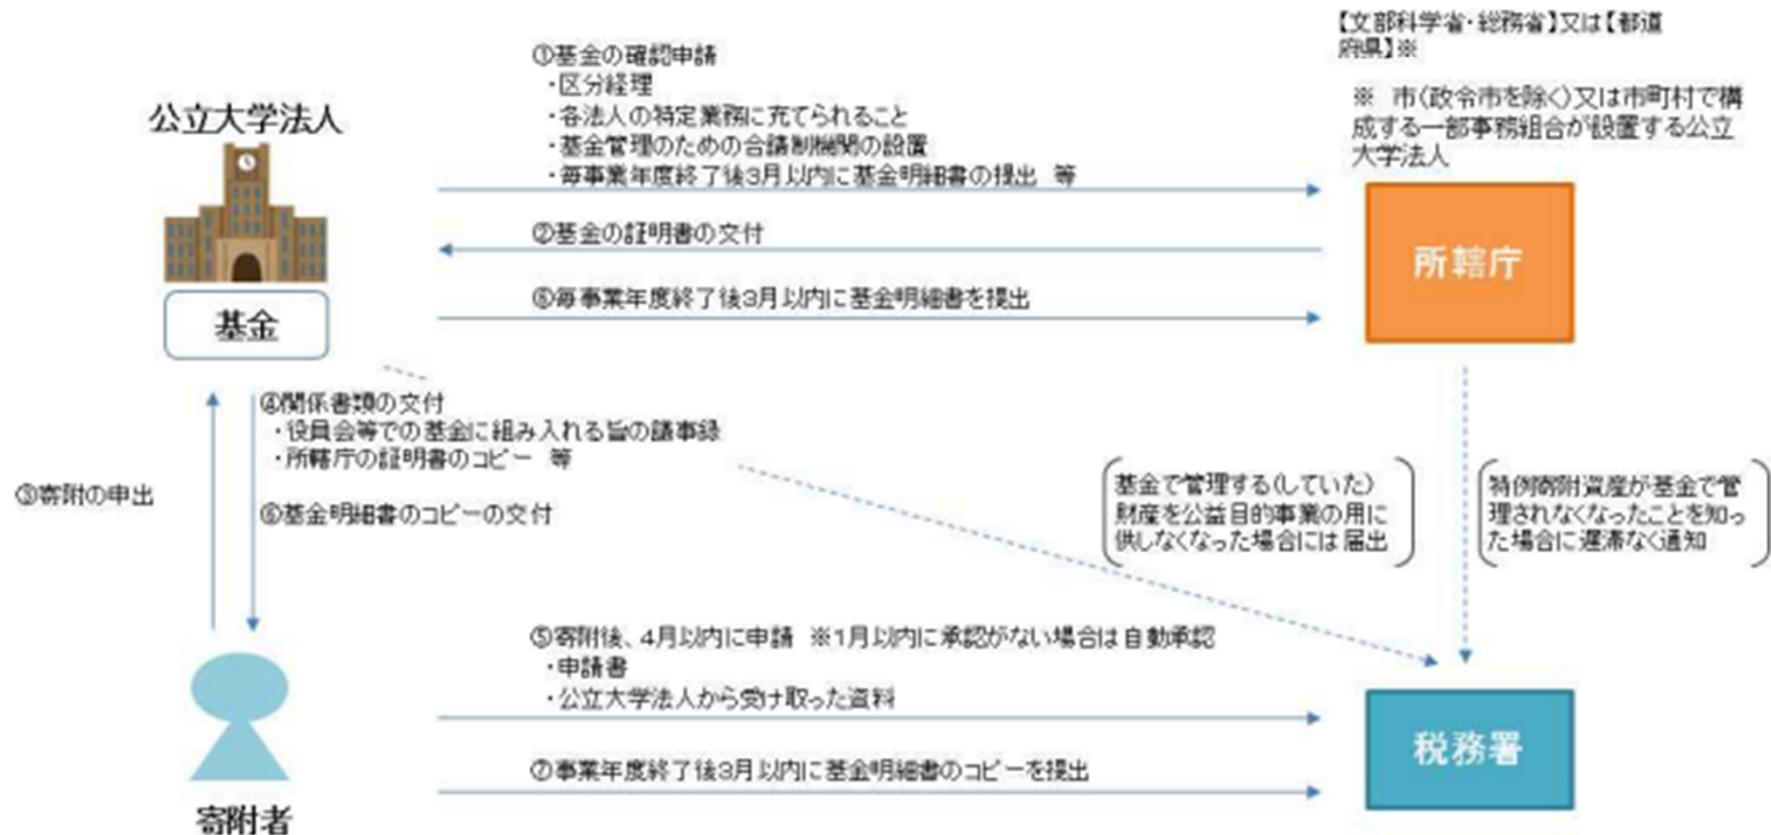 公立大学法人
基金
①基金の確認申請
・区分経理
・各法人の特定業務に充てられること
・基金管理のための合議制機関の設置
・毎事業年度終了後3月以内に基金明細書の提出　等
②基金の証明書の交付
⑥毎事業年度終了後3月以内に基金明細書を提出
【文部科学省・総務省】又は【都道
府県】※
※　市(政令市を除く)又は市町村で構
成する一部事務組合が設置する公立
大学法人
所轄庁
③寄附の申出
④関係書類の交付
・役員会等での基金に組み入れる旨の議事録
・所轄庁の証明書のコピー　等
⑥基金明細書のコピーの交付
基金で管理する(していた)
財産を公益目的事業の用に
供しなくなった場合には届出
特例寄附資産が基金で管
理されなくなったことを知っ
た場合に遅滞なく通知
⑤寄附後、4月以内に申請　※1月以内に承認がない場合は自動承認
・申請書
・公立大学法人から受け取った資料
⑦事業年度終了後3月以内に基金明細書のコピーを提出
税務署
寄附者